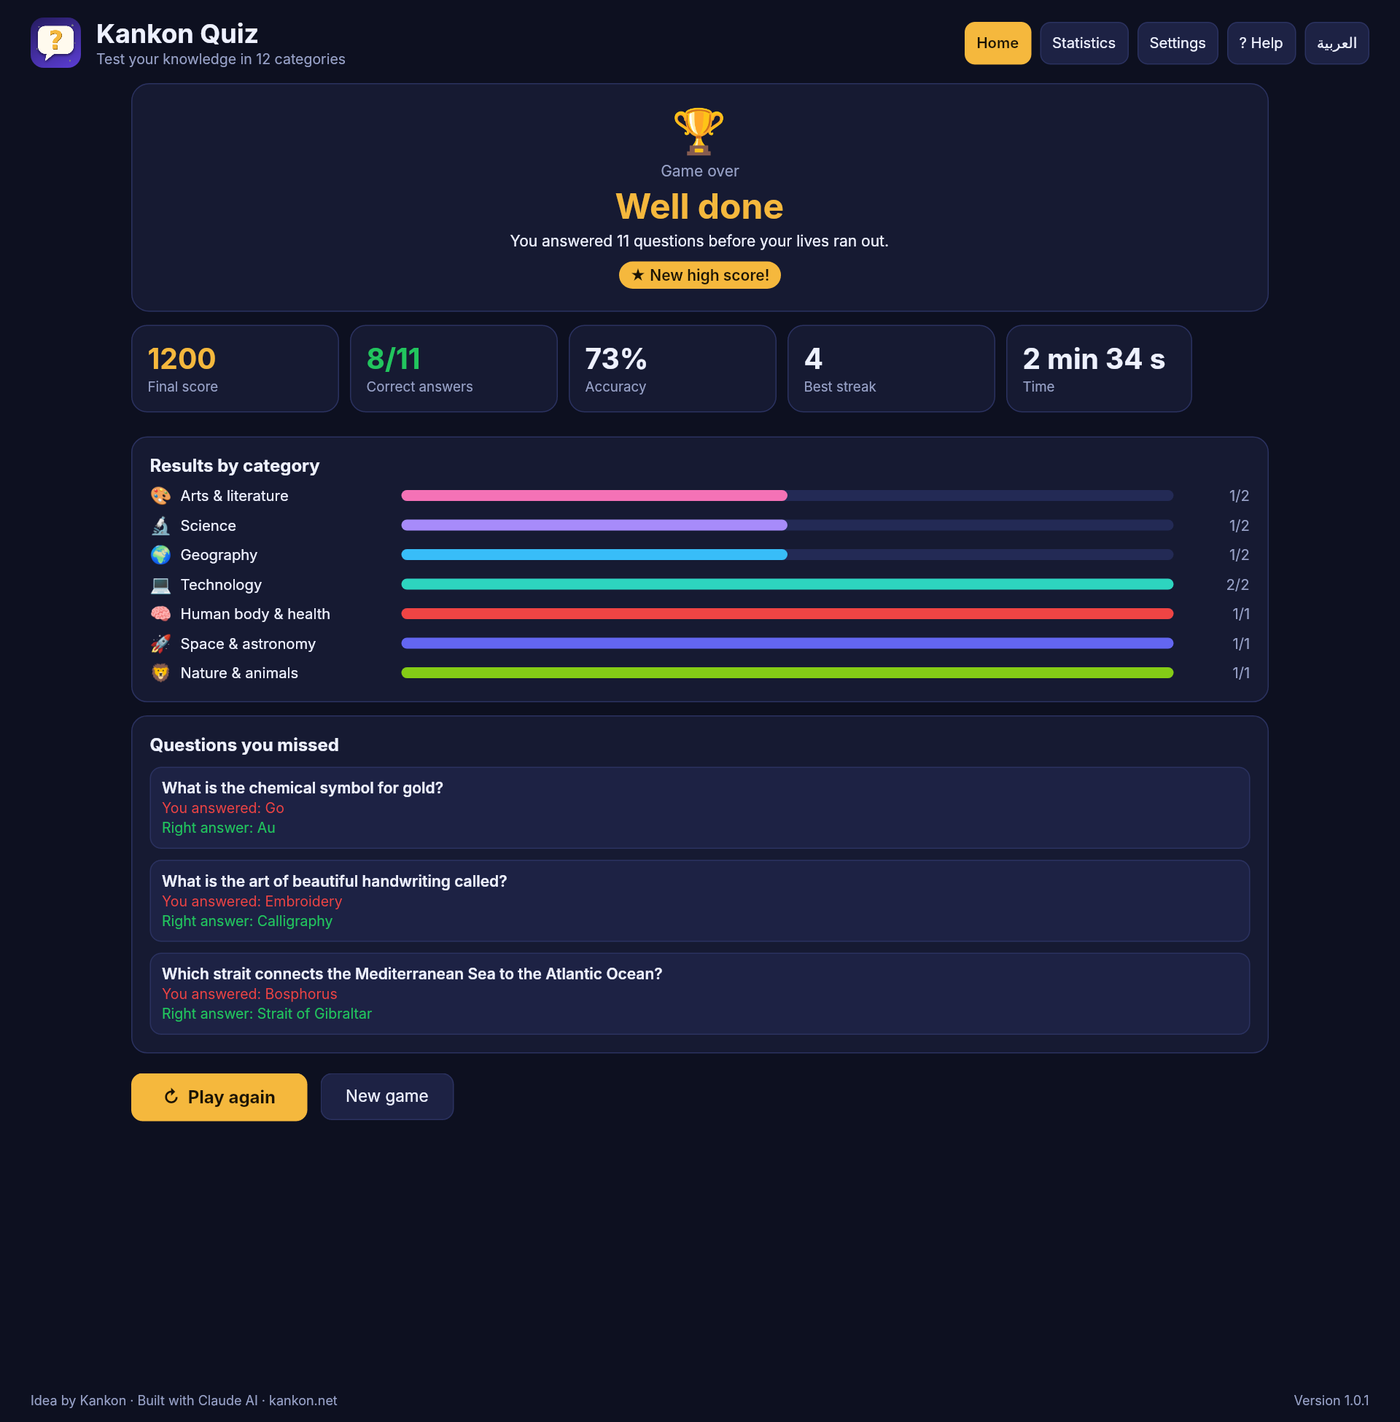 Kankon Quiz
Test your knowledge in 12 categories
Home
Statistics
Settings
? Help
العربية
Game over
Well done
You answered 11 questions before your lives ran out.
★ New high score!
1200
Final score
8/11
Correct answers
73%
Accuracy
4
Best streak
2 min 34 s
Time
Results by category
Arts & literature 1/2
Science 1/2
Geography 1/2
Technology 2/2
Human body & health 1/1
Space & astronomy 1/1
Nature & animals 1/1
Questions you missed
What is the chemical symbol for gold?
You answered: Go
Right answer: Au
What is the art of beautiful handwriting called?
You answered: Embroidery
Right answer: Calligraphy
Which strait connects the Mediterranean Sea to the Atlantic Ocean?
You answered: Bosphorus
Right answer: Strait of Gibraltar
↻ Play again
New game
Idea by Kankon · Built with Claude AI · kankon.net
Version 1.0.1